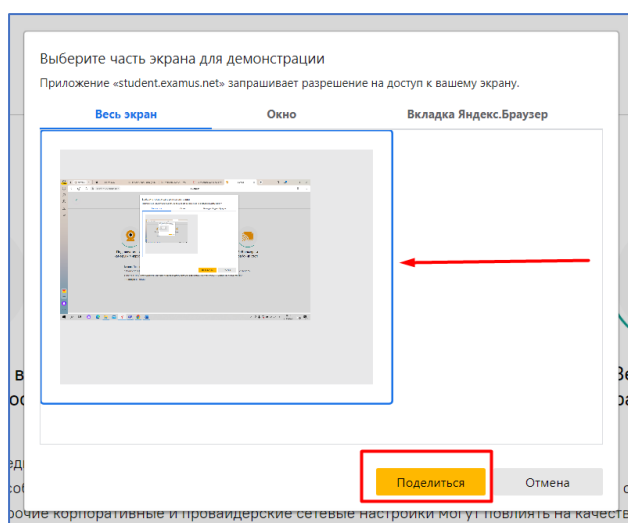 Выберите часть экрана для демонстрации
Приложение «student.examus.net» запрашивает разрешение на доступ к вашему экрану.
Весь экран Окно Вкладка Яндекс.Браузер
Поделиться Отмена
рочие корпоративные и провайдерские сетевые настройки могут повлиять на качеств